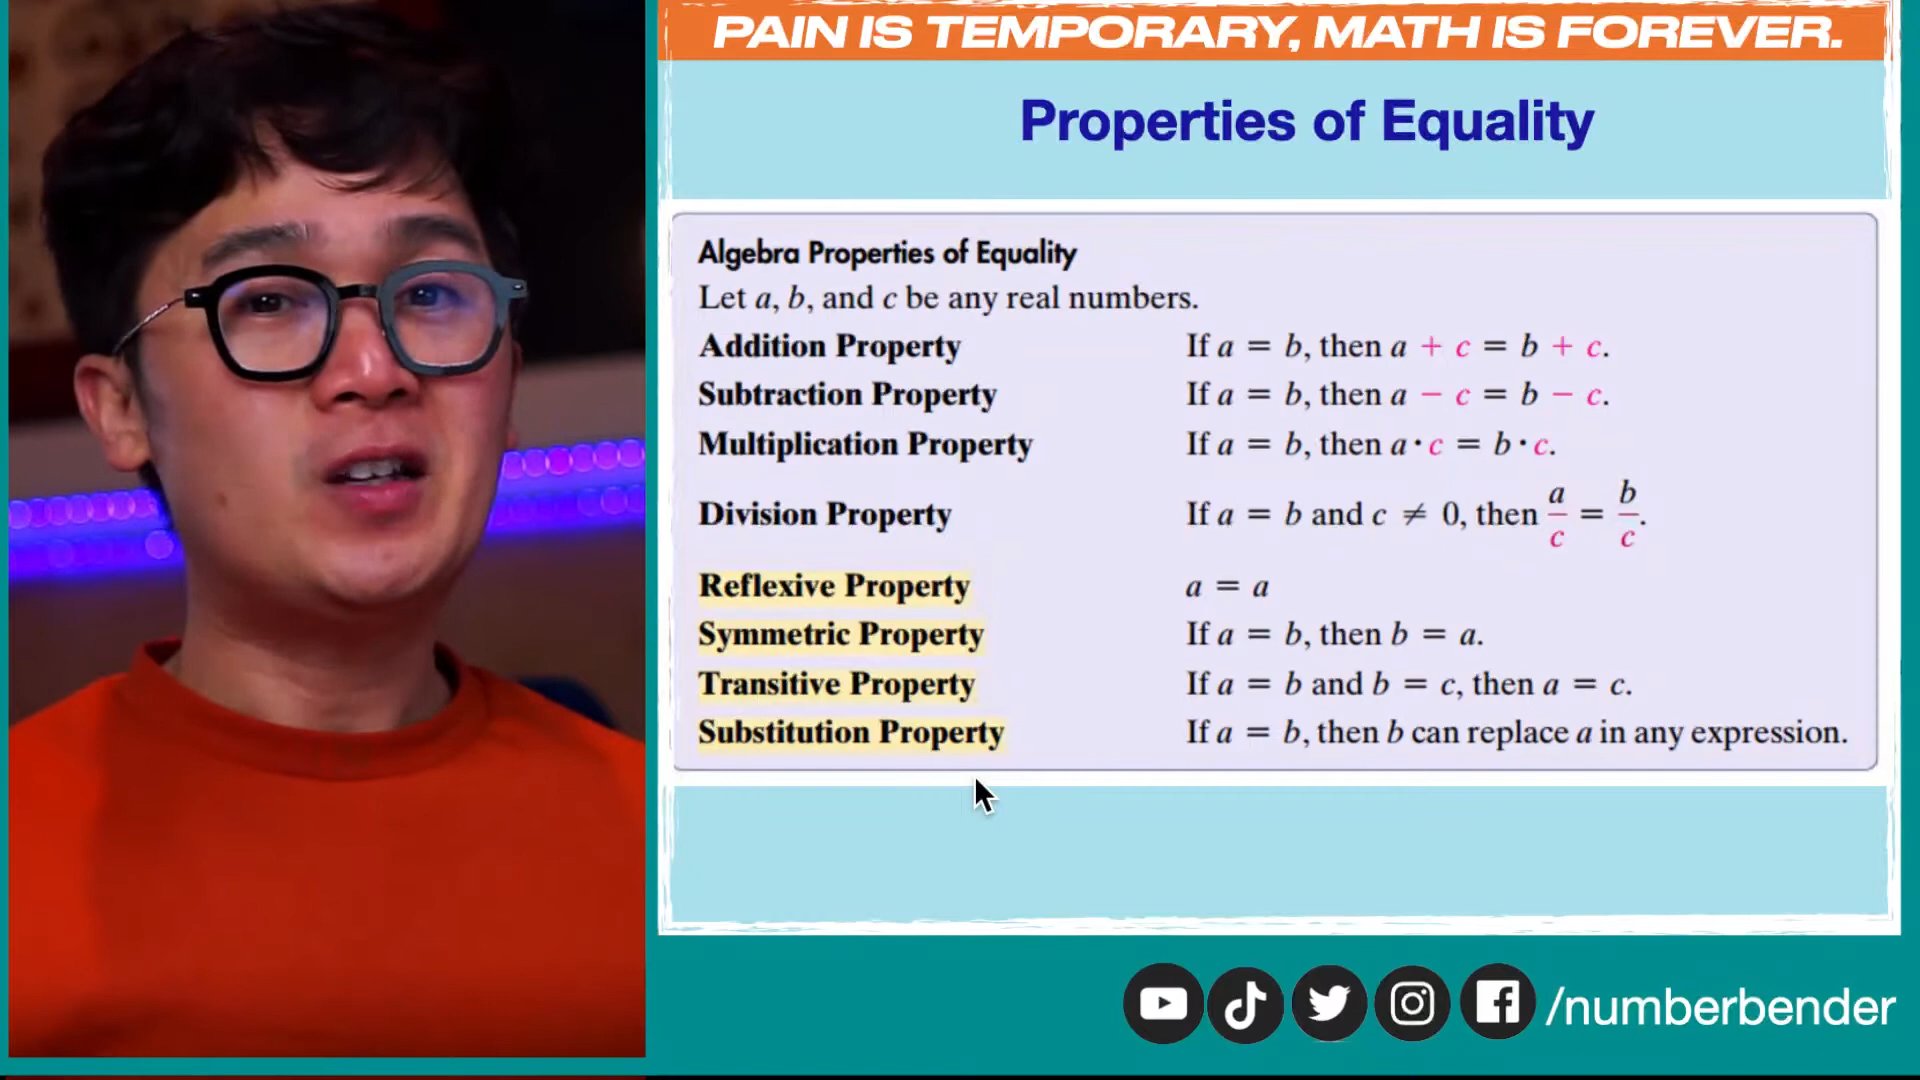 PAIN IS TEMPORARY, MATH IS FOREVER.
Properties of Equality
Algebra Properties of Equality
Let a, b, and c be any real numbers.
Addition Property If a = b, then a + c = b + c.
Subtraction Property If a = b, then a − c = b − c.
Multiplication Property If a = b, then a · c = b · c.
Division Property If a = b and c ≠ 0, then a/c = b/c.
Reflexive Property a = a
Symmetric Property If a = b, then b = a.
Transitive Property If a = b and b = c, then a = c.
Substitution Property If a = b, then b can replace a in any expression.
/numberbender